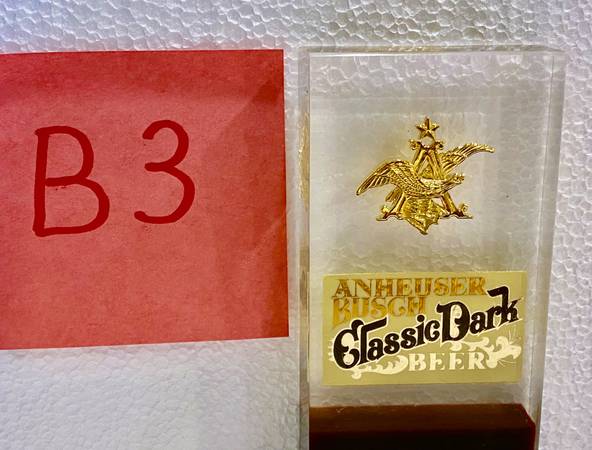 B3
ANHEUSER
BUSCH
Classic Dark
BEER